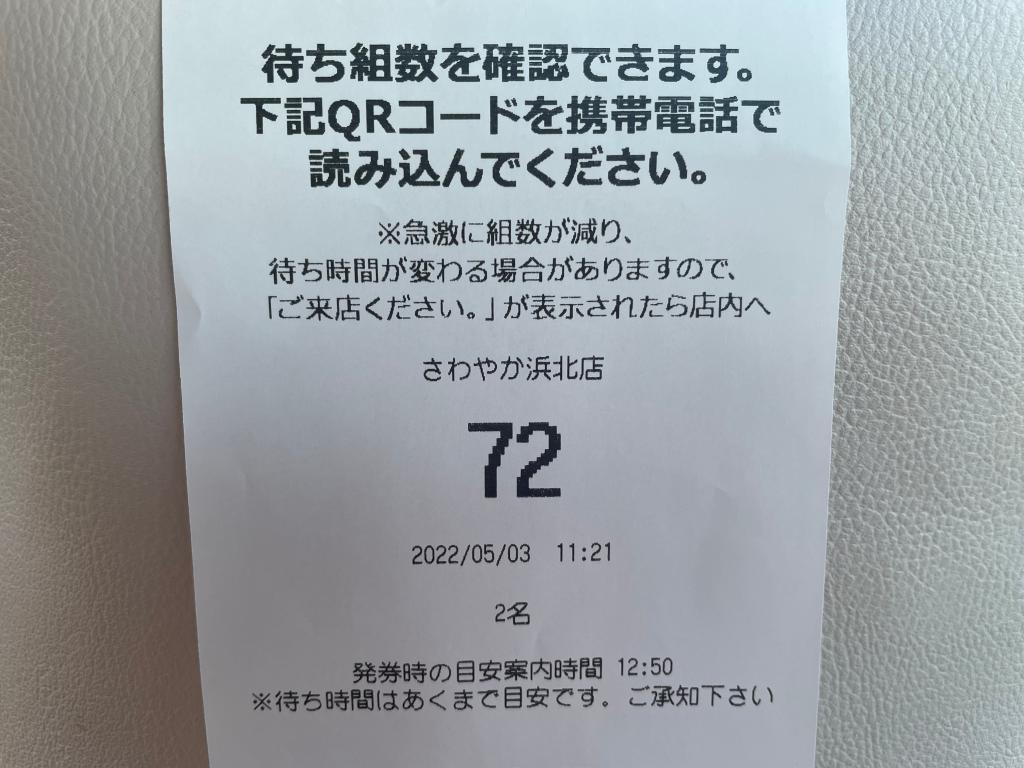 待ち組数を確認できます。
下記QRコードを携帯電話で
読み込んでください。
※急激に組数が減り、
待ち時間が変わる場合がありますので、
「ご来店ください。」が表示されたら店内へ
さわやか浜北店
72
2022/05/03 11:21
2名
発券時の目安案内時間 12:50
※待ち時間はあくまで目安です。ご承知下さい